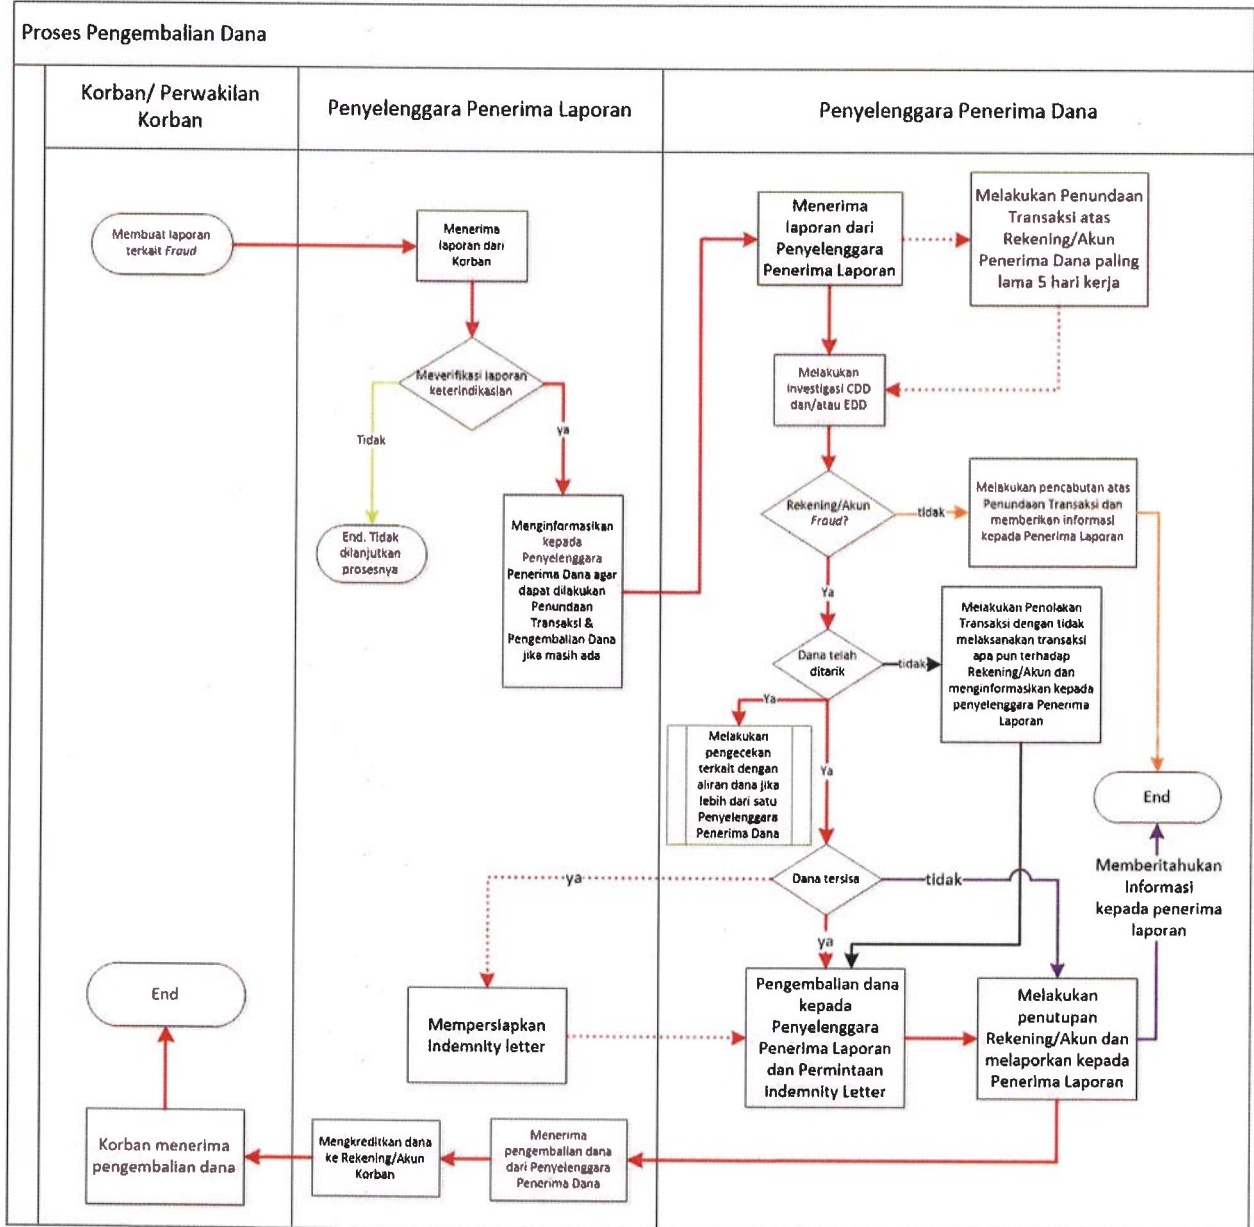 Proses Pengembalian Dana
Korban/ Perwakilan
Korban
Penyelenggara Penerima Laporan
Penyelenggara Penerima Dana
Membuat laporan
terkait Fraud
Menerima
laporan dari
Korban
Meverifikasi laporan
keterindikasian
Tidak
ya
End. Tidak
dilanjutkan
prosesnya
Menginformasikan
kepada
Penyelenggara
Penerima Dana agar
dapat dilakukan
Penundaan
Transaksi &
Pengembalian Dana
jika masih ada
Menerima
laporan dari
Penyelenggara
Penerima Laporan
Melakukan Penundaan
Transaksi atas
Rekening/Akun
Penerima Dana paling
lama 5 hari kerja
Melakukan
investigasi CDD
dan/atau EDD
Rekening/Akun
Fraud?
tidak
Melakukan pencabutan atas
Penundaan Transaksi dan
memberikan informasi
kepada Penerima Laporan
Ya
Dana telah
ditarik
tidak
Melakukan Penolakan
Transaksi dengan tidak
melaksanakan transaksi
apa pun terhadap
Rekening/Akun dan
menginformasikan kepada
penyelenggara Penerima
Laporan
Ya
Melakukan
pengecekan
terkait dengan
aliran dana jika
lebih dari satu
Penyelenggara
Penerima Dana
Ya
End
Dana tersisa
ya
tidak
ya
Memberitahukan
Informasi
kepada penerima
laporan
End
Mempersiapkan
Indemnity letter
Pengembalian dana
kepada
Penyelenggara
Penerima Laporan
dan Permintaan
Indemnity Letter
Melakukan
penutupan
Rekening/Akun dan
melaporkan kepada
Penerima Laporan
Korban menerima
pengembalian dana
Mengkreditkan dana
ke Rekening/Akun
Korban
Menerima
pengembalian dana
dari Penyelenggara
Penerima Dana